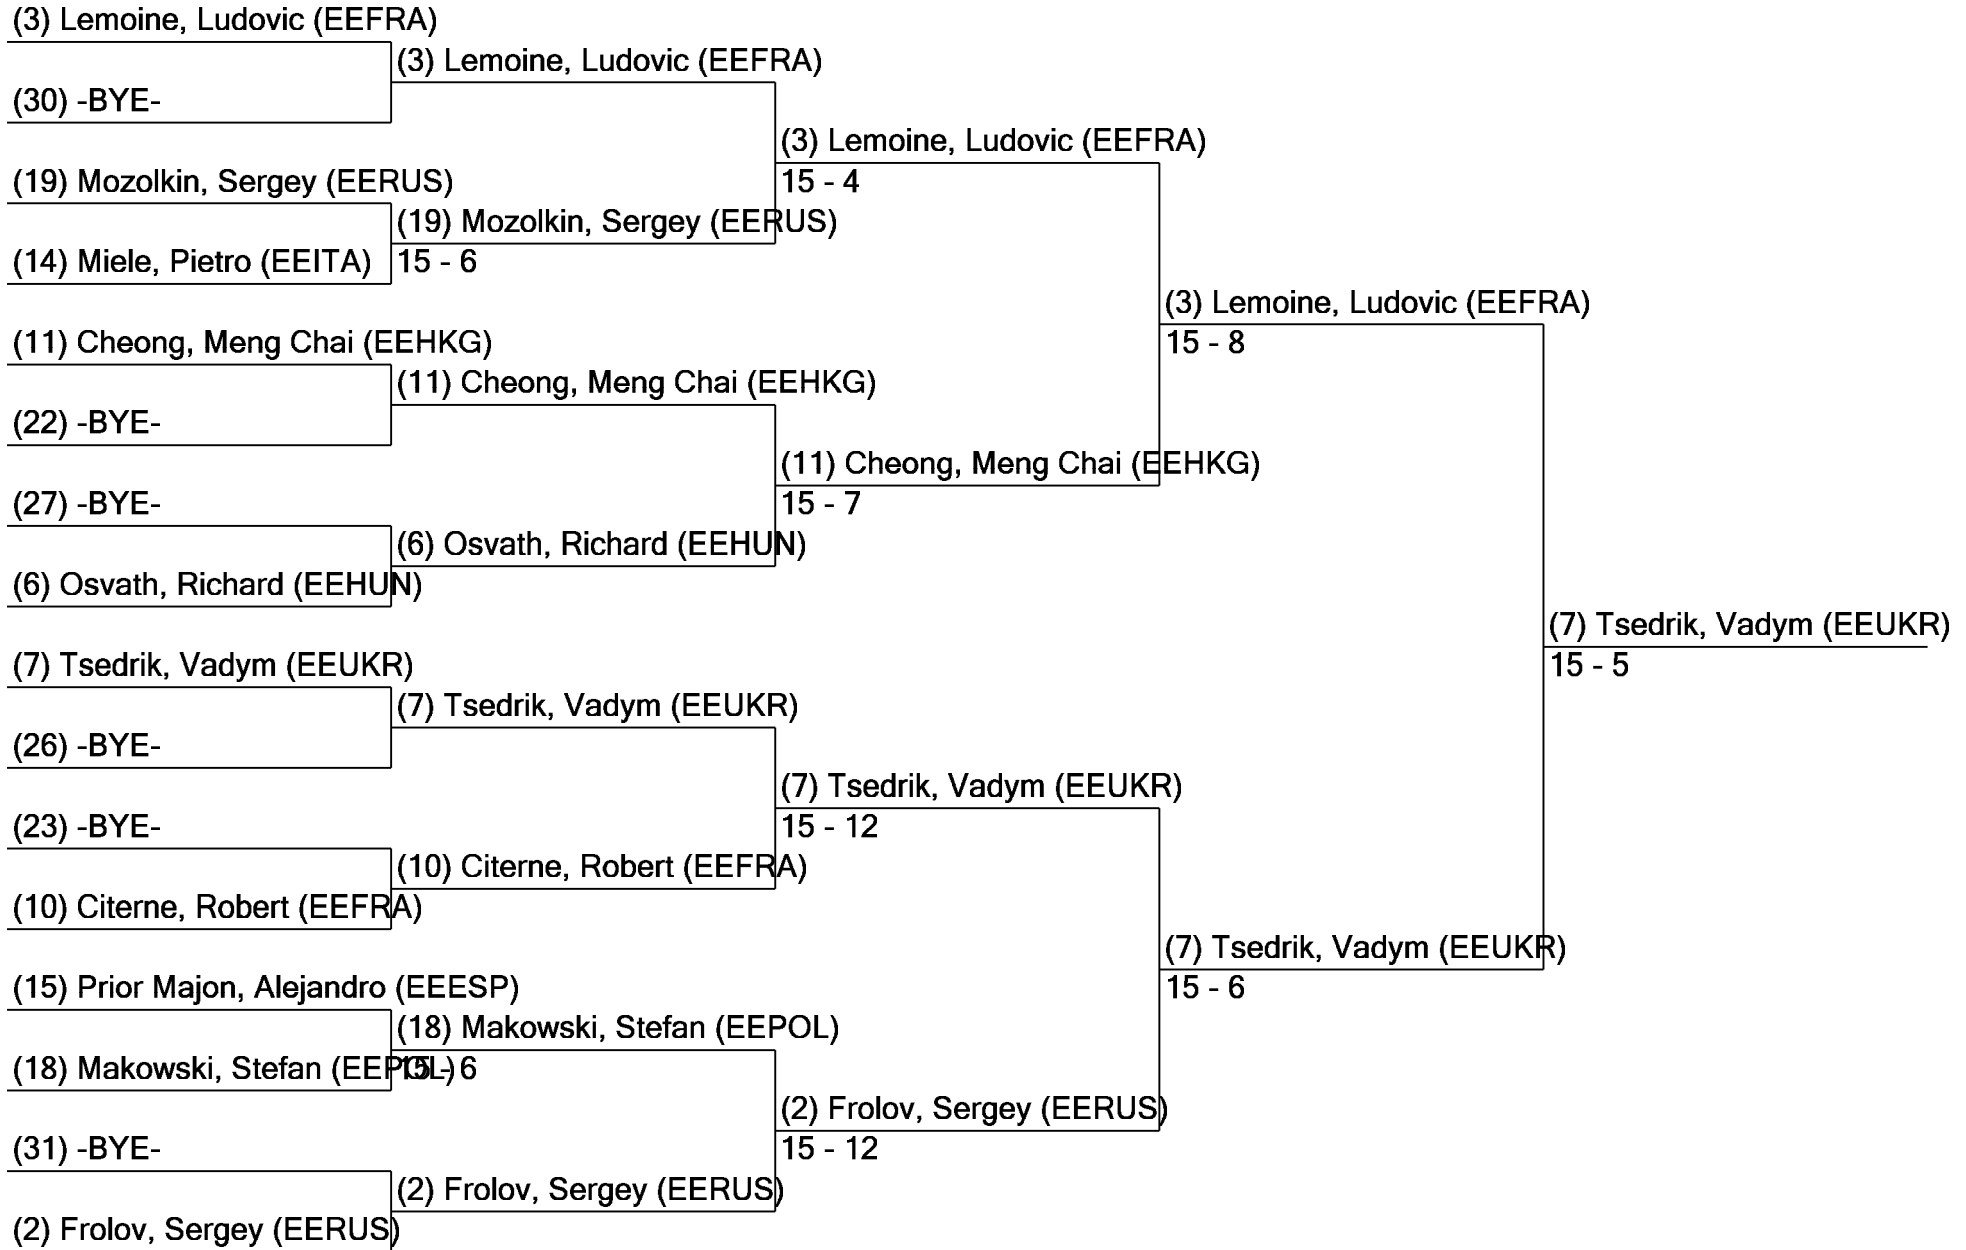 (3) Lemoine, Ludovic (EEFRA)
(30) -BYE-
(19) Mozolkin, Sergey (EERUS)
(14) Miele, Pietro (EEITA)
(11) Cheong, Meng Chai (EEHKG)
(22) -BYE-
(27) -BYE-
(6) Osvath, Richard (EEHUN)
(7) Tsedrik, Vadym (EEUKR)
(26) -BYE-
(23) -BYE-
(10) Citerne, Robert (EEFRA)
(15) Prior Majon, Alejandro (EEESP)
(18) Makowski, Stefan (EEPOL)
(31) -BYE-
(2) Frolov, Sergey (EERUS)
(3) Lemoine, Ludovic (EEFRA)
(19) Mozolkin, Sergey (EERUS)
15 - 6
(11) Cheong, Meng Chai (EEHKG)
(6) Osvath, Richard (EEHUN)
(7) Tsedrik, Vadym (EEUKR)
(10) Citerne, Robert (EEFRA)
(18) Makowski, Stefan (EEPOL)
15 - 6
(2) Frolov, Sergey (EERUS)
(3) Lemoine, Ludovic (EEFRA)
15 - 4
(11) Cheong, Meng Chai (EEHKG)
15 - 7
(7) Tsedrik, Vadym (EEUKR)
15 - 12
(2) Frolov, Sergey (EERUS)
15 - 12
(3) Lemoine, Ludovic (EEFRA)
15 - 8
(7) Tsedrik, Vadym (EEUKR)
15 - 6
(7) Tsedrik, Vadym (EEUKR)
15 - 5